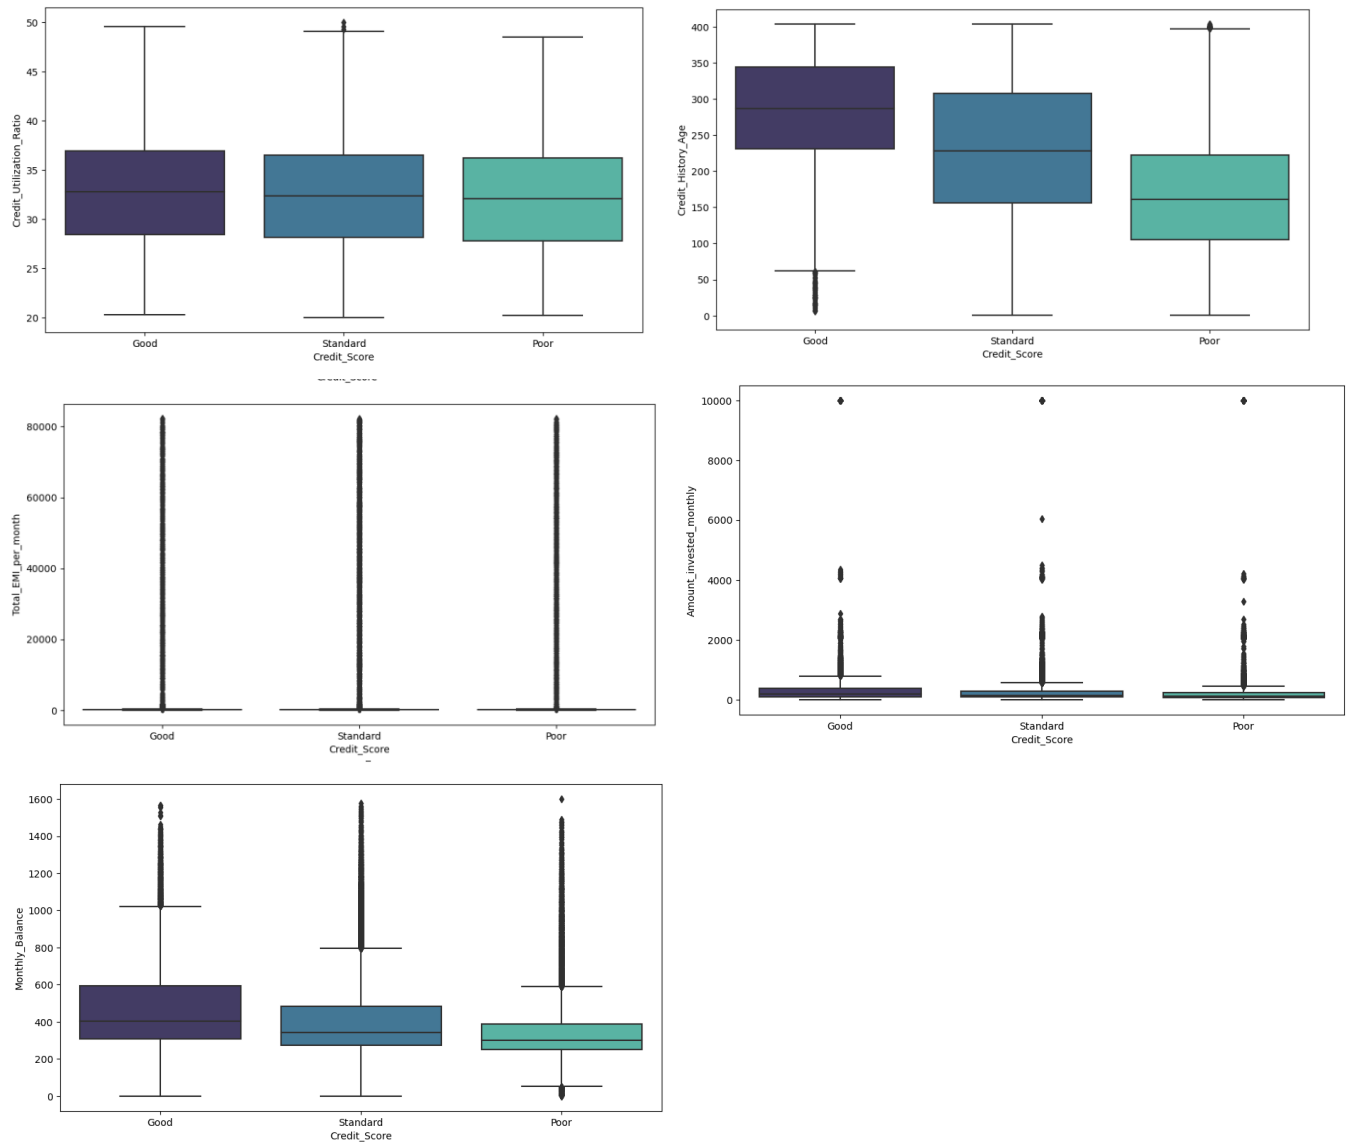 Credit_Utilization_Ratio
50
45
40
35
30
25
20
Good Standard Poor
Credit_Score
Credit_History_Age
400
350
300
250
200
150
100
50
0
Good Standard Poor
Credit_Score
Total_EMI_per_month
80000
60000
40000
20000
0
Good Standard Poor
Credit_Score
Amount_invested_monthly
10000
8000
6000
4000
2000
0
Good Standard Poor
Credit_Score
Monthly_Balance
1600
1400
1200
1000
800
600
400
200
0
Good Standard Poor
Credit_Score